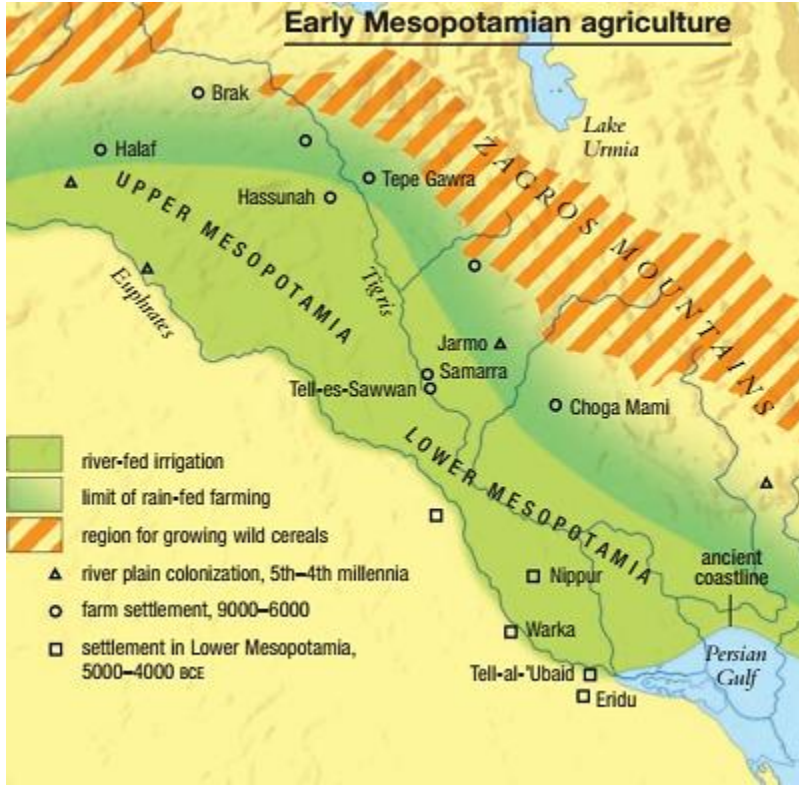 Early Mesopotamian agriculture
Brak
Lake
Urmia
Halaf
ZAGROS MOUNTAINS
Tepe Gawra
Hassunah
UPPER MESOPOTAMIA
Tigris
Euphrates
Jarmo
Samarra
Tell-es-Sawwan
Choga Mami
LOWER MESOPOTAMIA
river-fed irrigation
limit of rain-fed farming
region for growing wild cereals
river plain colonization, 5th–4th millennia
farm settlement, 9000–6000
settlement in Lower Mesopotamia,
5000–4000 BCE
ancient
coastline
Nippur
Warka
Persian
Gulf
Tell-al-'Ubaid
Eridu